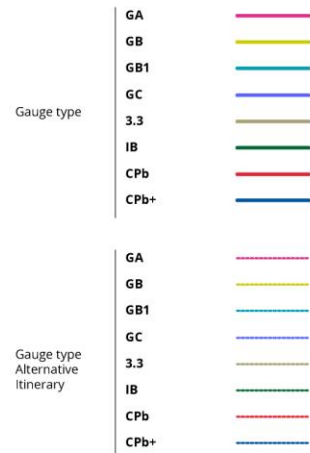 Gauge type
GA
GB
GB1
GC
3.3
IB
CPb
CPb+
Gauge type
Alternative
Itinerary
GA
GB
GB1
GC
3.3
IB
CPb
CPb+